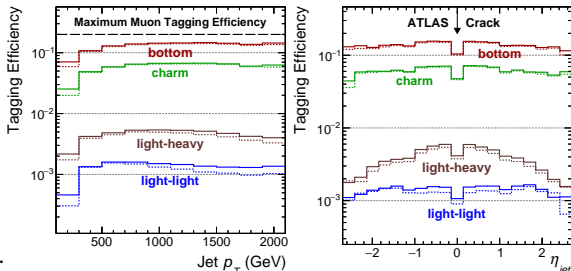 Tagging Efficiency
Maximum Muon Tagging Efficiency
bottom
charm
light-heavy
light-light
10⁻¹
10⁻²
10⁻³
500 1000 1500 2000
Jet p_T (GeV)
Tagging Efficiency
ATLAS Crack
bottom
charm
light-heavy
light-light
10⁻¹
10⁻²
10⁻³
−2 −1 0 1 2
η_jet